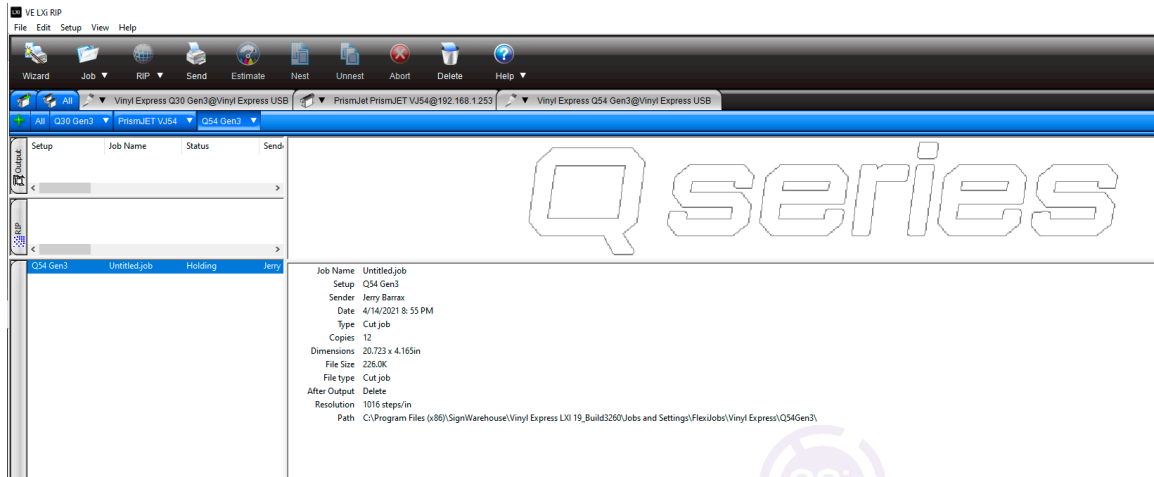 LXi VE LXi RIP
File Edit Setup View Help
Wizard Job RIP Send Estimate Nest Unnest Abort Delete Help
All Vinyl Express Q30 Gen3@Vinyl Express USB PrismJet PrismJET VJ54@192.168.1.253 Vinyl Express Q54 Gen3@Vinyl Express USB
All Q30 Gen3 PrismJET VJ54 Q54 Gen3
Output
Setup Job Name Status Send
RIP
Q54 Gen3 Untitled.job Holding Jerry
Q series
Job Name Untitled.job
Setup Q54 Gen3
Sender Jerry Barrax
Date 4/14/2021 8: 55 PM
Type Cut job
Copies 12
Dimensions 20.723 x 4.165in
File Size 226.0K
File type Cut job
After Output Delete
Resolution 1016 steps/in
Path C:\Program Files (x86)\SignWarehouse\Vinyl Express LXI 19_Build3260\Jobs and Settings\FlexiJobs\Vinyl Express\Q54Gen3\